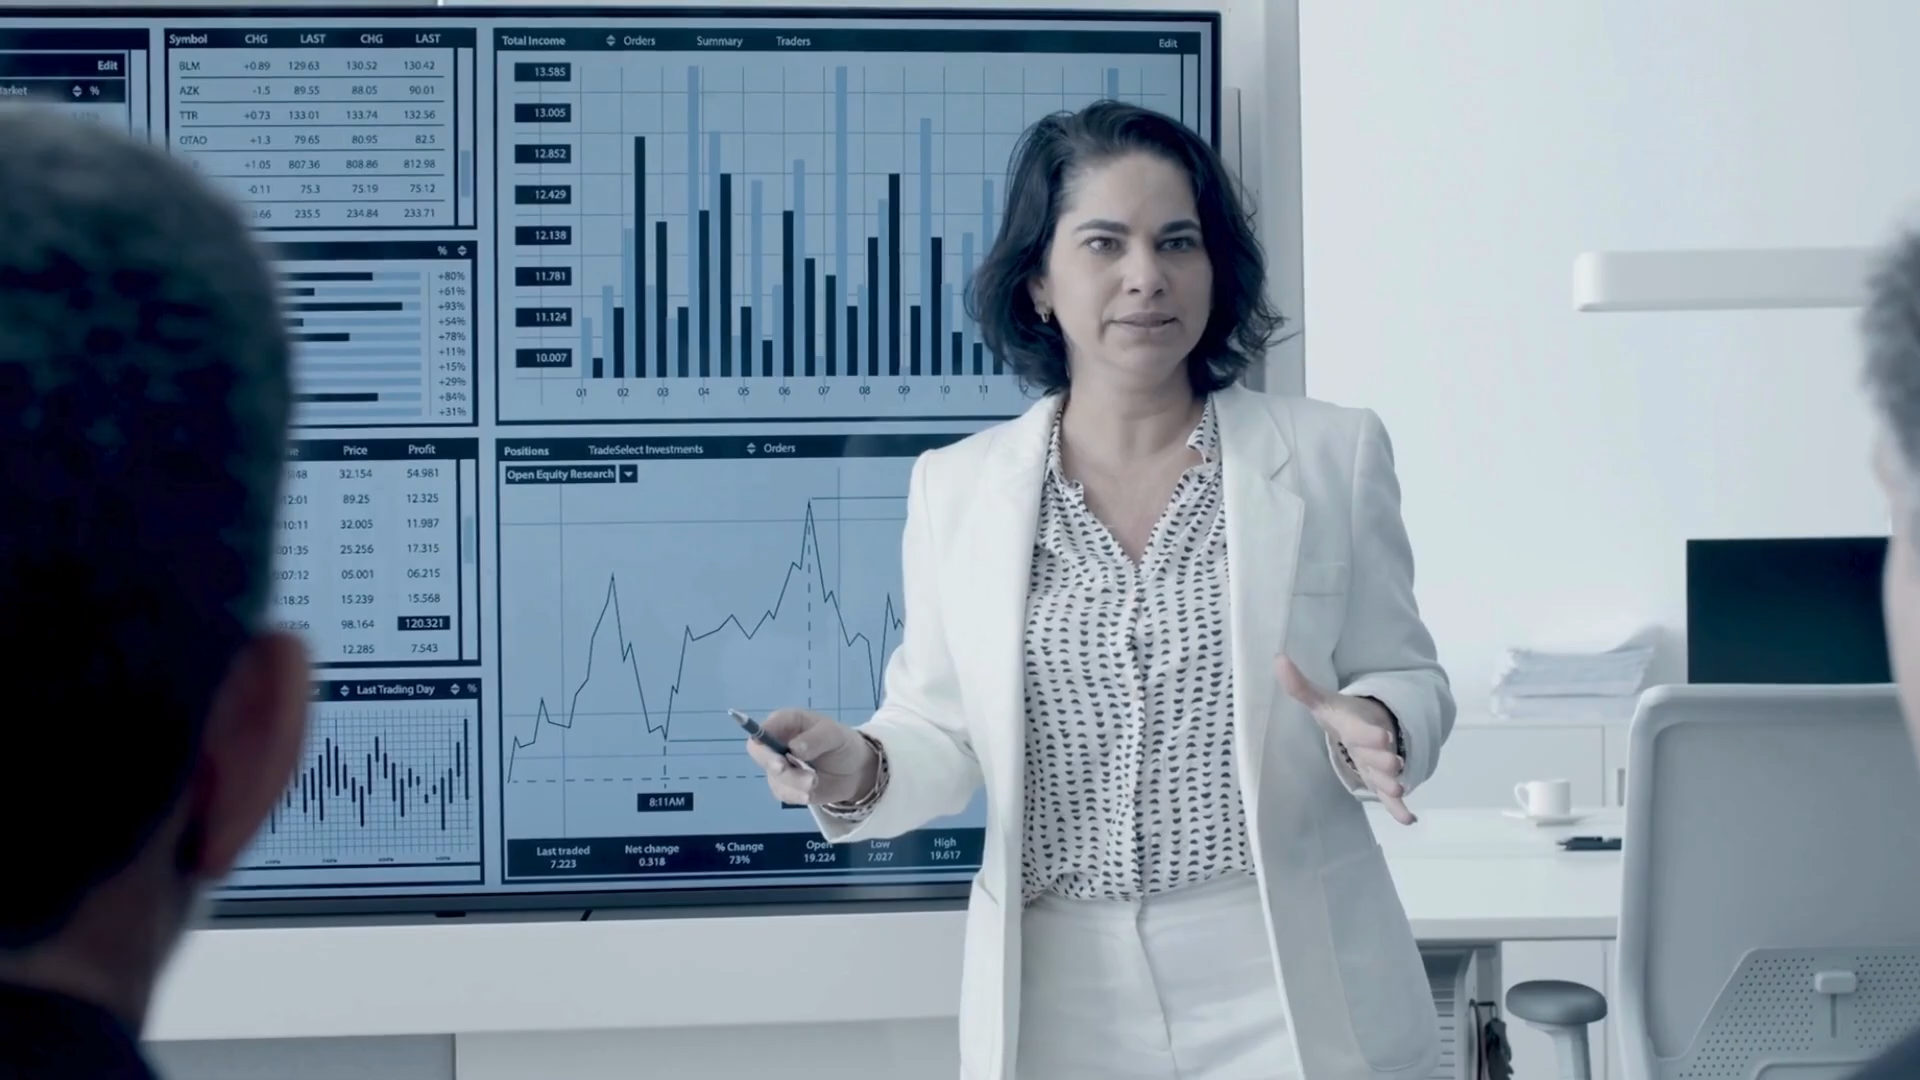 Edit
%
Symbol CHG LAST CHG LAST
BLM +0.89 129.63 130.52 130.42
AZK -1.5 89.55 88.05 90.01
TTR +0.73 133.01 133.74 132.56
OTAO +1.3 79.65 80.95 82.5
+1.05 807.36 808.86 812.98
-0.11 75.3 75.19 75.12
235.5 234.84 233.71
%
+80%
+61%
+93%
+54%
+78%
+11%
+15%
+29%
+84%
+31%
Price Profit
32.154 54.981
89.25 12.325
32.005 11.987
25.256 17.315
05.001 06.215
15.239 15.568
98.164 120.321
12.285 7.543
Last Trading Day %
Total Income Orders Summary Traders Edit
13.585
13.005
12.852
12.429
12.138
11.781
11.124
10.007
01 02 03 04 05 06 07 08 09 10 11
Positions TradeSelect Investments Orders
Open Equity Research
8:11AM
Last traded Net change % Change Open Low High
7.223 0.318 73% 19.224 7.027 19.617